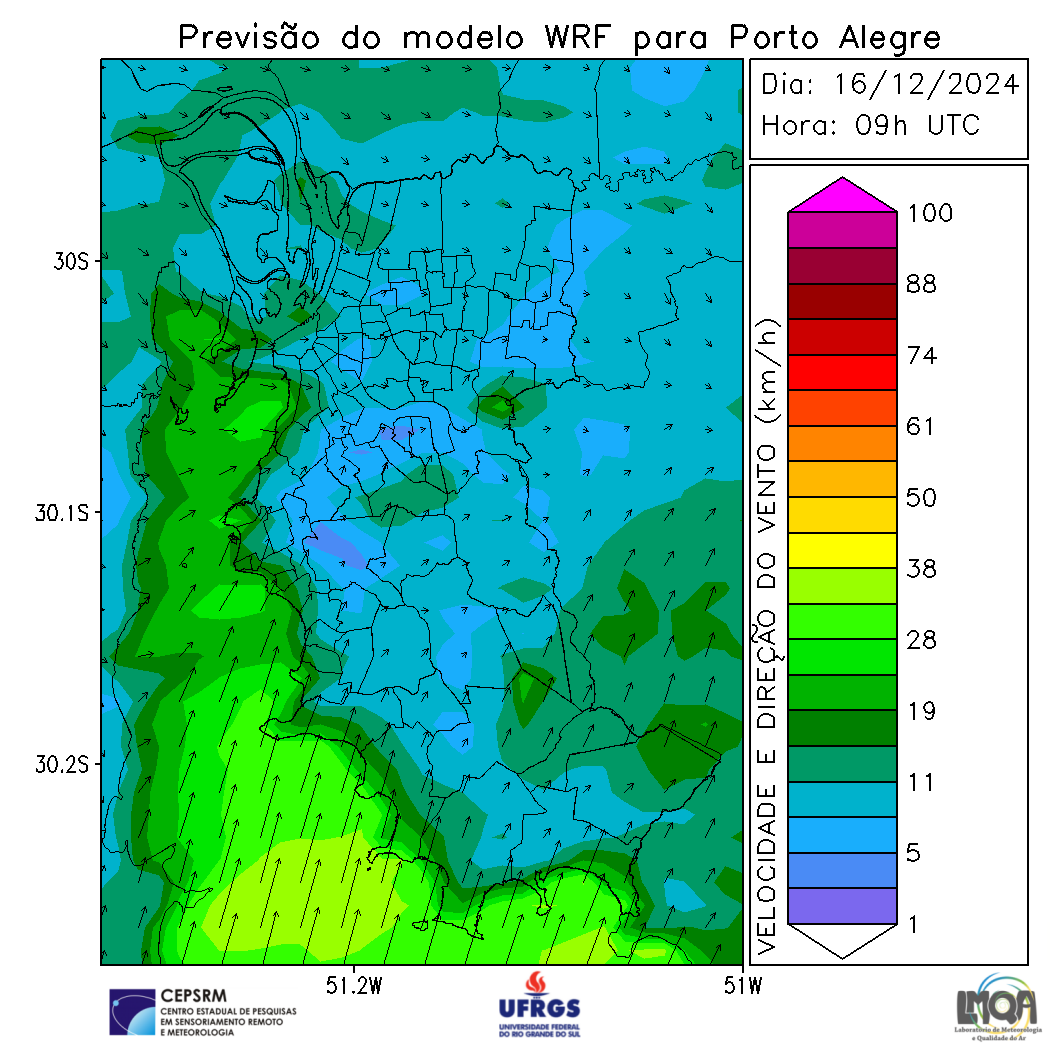 Previsão do modelo WRF para Porto Alegre
Dia: 16/12/2024
Hora: 09h UTC
30S
30.1S
30.2S
51.2W
51W
VELOCIDADE E DIREÇÃO DO VENTO (km/h)
100
88
74
61
50
38
28
19
11
5
1
CEPSRM
CENTRO ESTADUAL DE PESQUISAS
EM SENSORIAMENTO REMOTO
E METEOROLOGIA
UFRGS
UNIVERSIDADE FEDERAL
DO RIO GRANDE DO SUL
LMQA
Laboratório de Meteorologia
e Qualidade do Ar